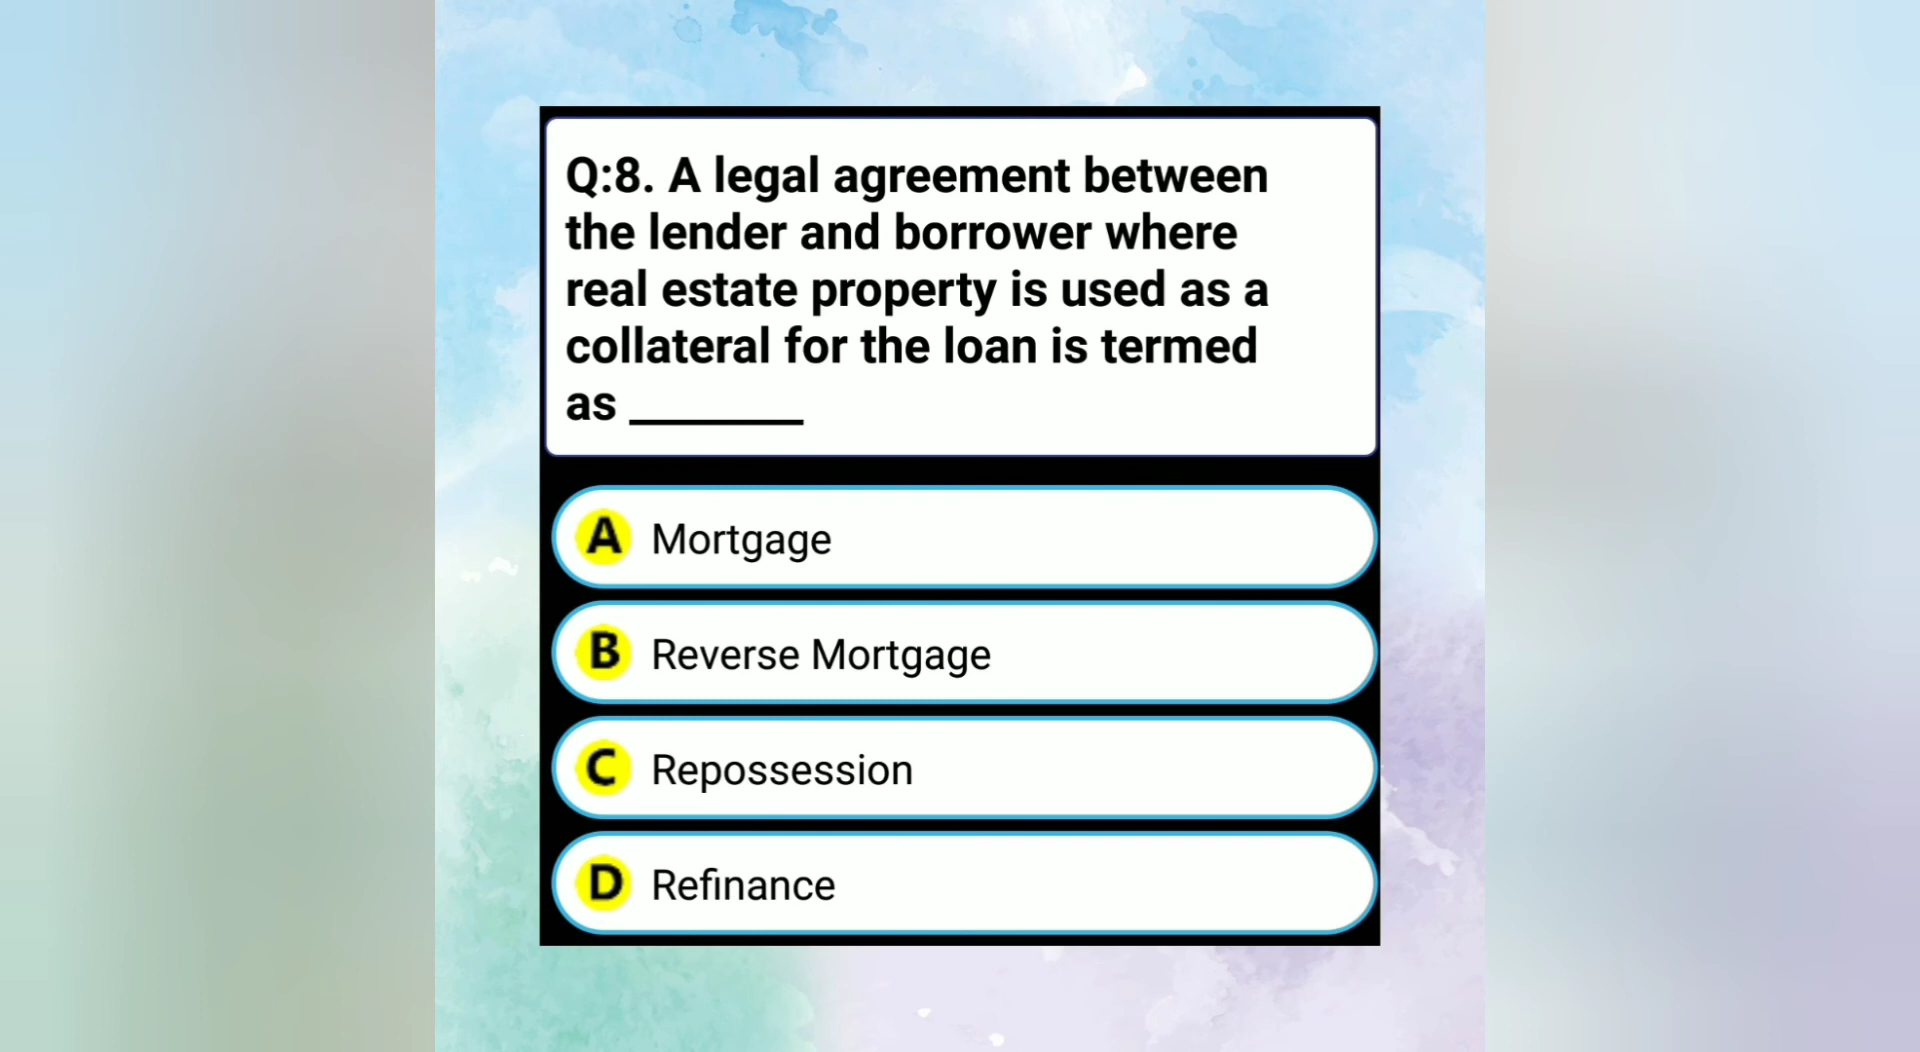 Q:8. A legal agreement between
the lender and borrower where
real estate property is used as a
collateral for the loan is termed
as _______
A Mortgage
B Reverse Mortgage
C Repossession
D Refinance